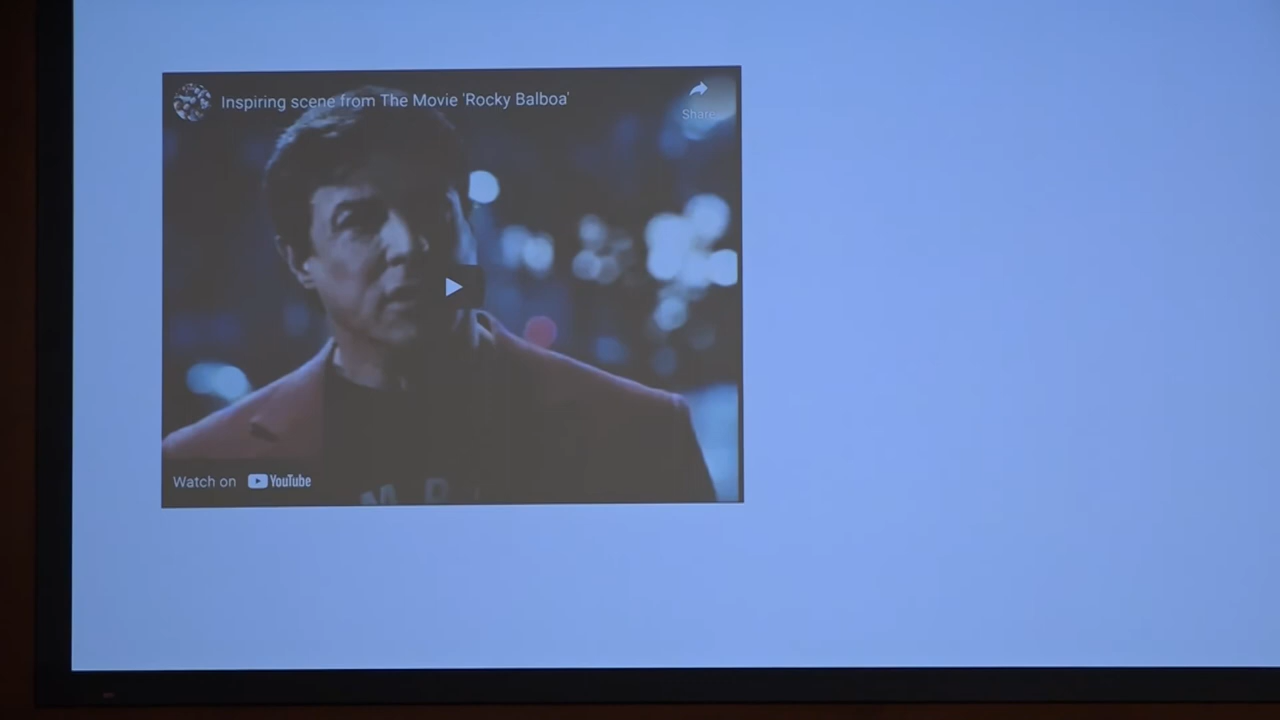 Inspiring scene from The Movie 'Rocky Balboa'
Share
Watch on YouTube